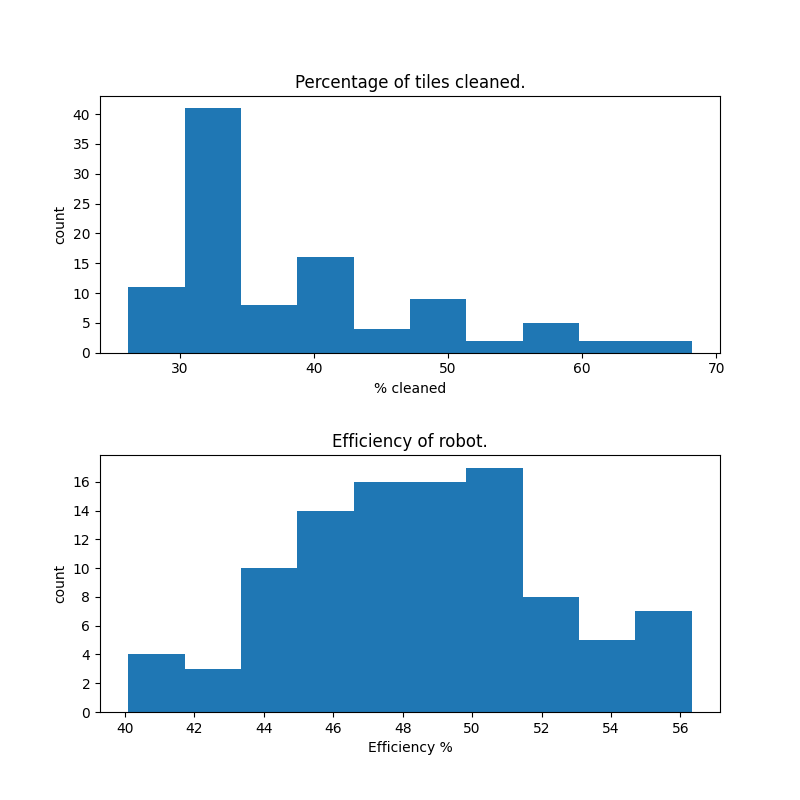 Percentage of tiles cleaned.
40
35
30
25
20
15
10
5
0
count
30 40 50 60 70
% cleaned
Efficiency of robot.
16
14
12
10
8
6
4
2
0
count
40 42 44 46 48 50 52 54 56
Efficiency %